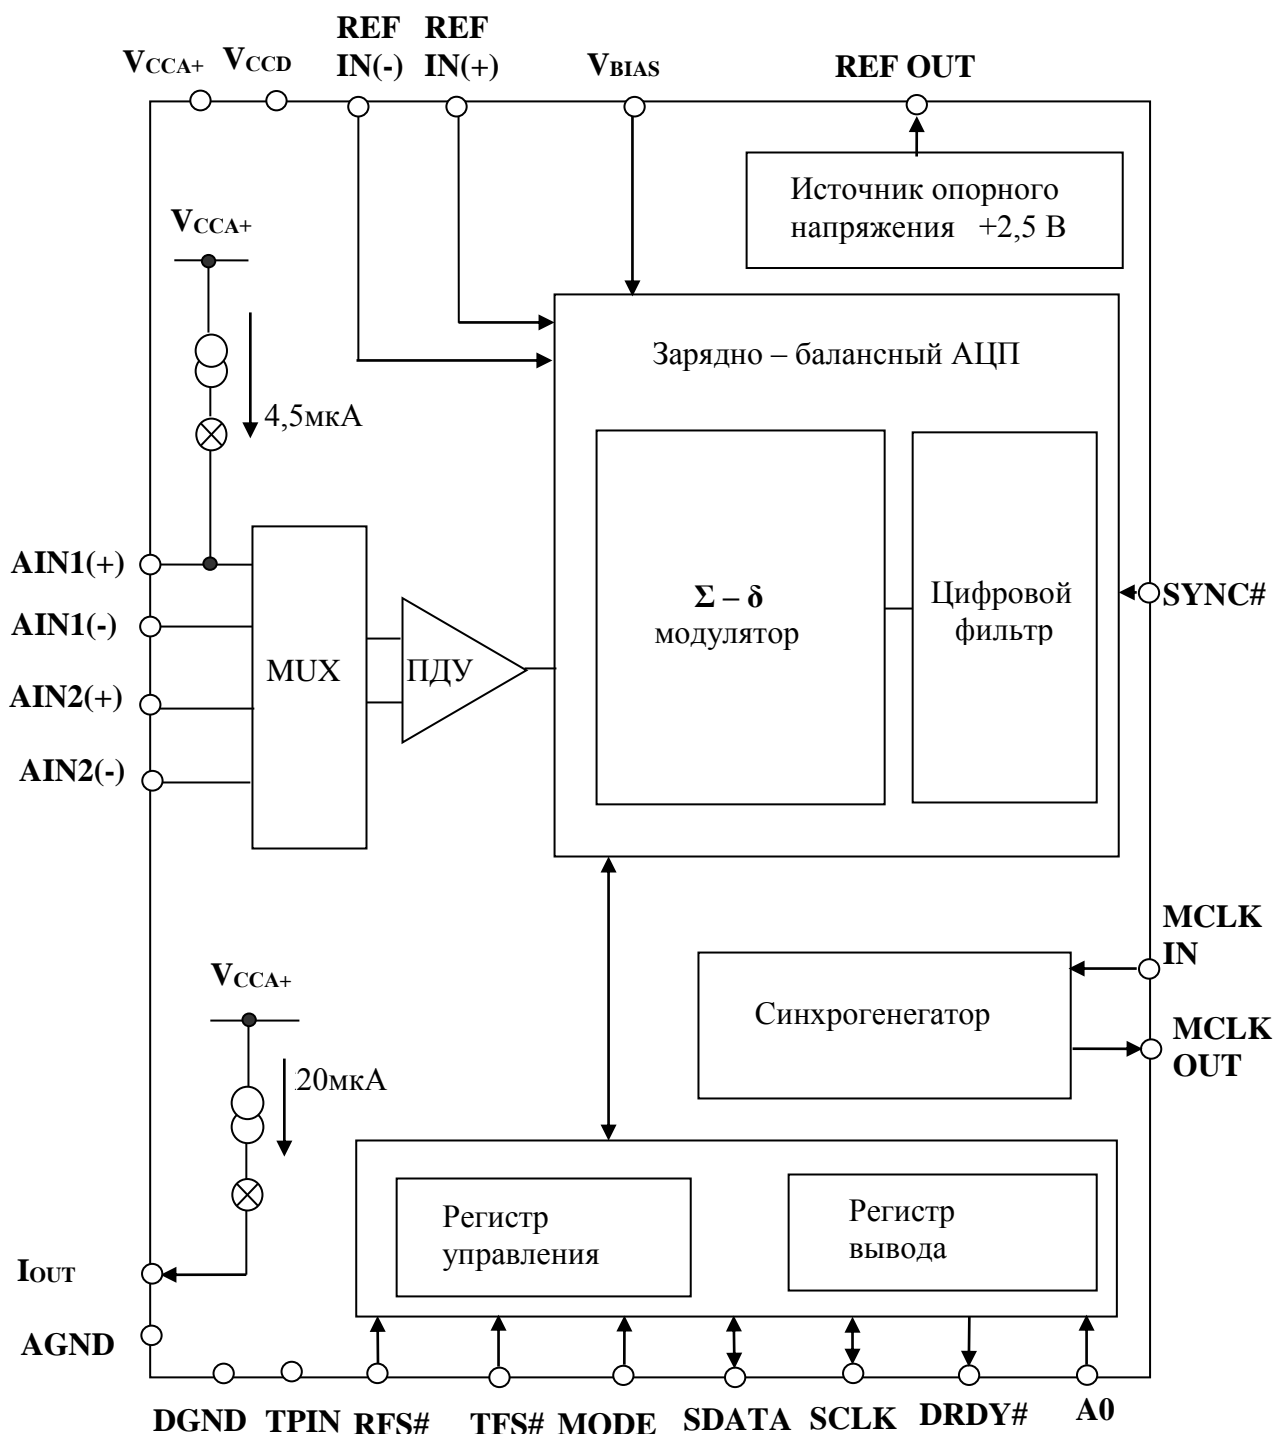 REF IN(-)
REF IN(+)
VCCA+
VCCD
VBIAS
REF OUT
Источник опорного
напряжения +2,5 В
VCCA+
4,5мкА
Зарядно – балансный АЦП
Σ – δ
модулятор
Цифровой
фильтр
AIN1(+)
AIN1(-)
AIN2(+)
AIN2(-)
MUX
ПДУ
SYNC#
MCLK
IN
MCLK
OUT
Синхрогенегатор
VCCA+
20мкА
Регистр
управления
Регистр
вывода
IOUT
AGND
DGND
TPIN
RFS#
TFS#
MODE
SDATA
SCLK
DRDY#
A0